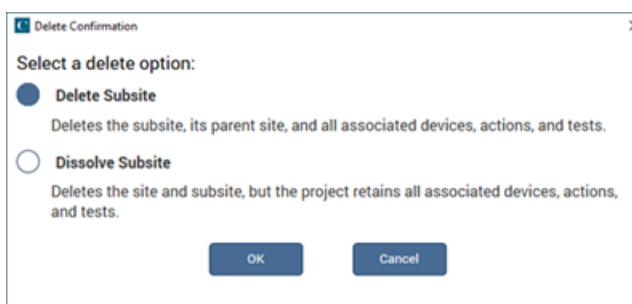 Delete Confirmation
Select a delete option:
Delete Subsite
Deletes the subsite, its parent site, and all associated devices, actions, and tests.
Dissolve Subsite
Deletes the site and subsite, but the project retains all associated devices, actions,
and tests.
OK Cancel